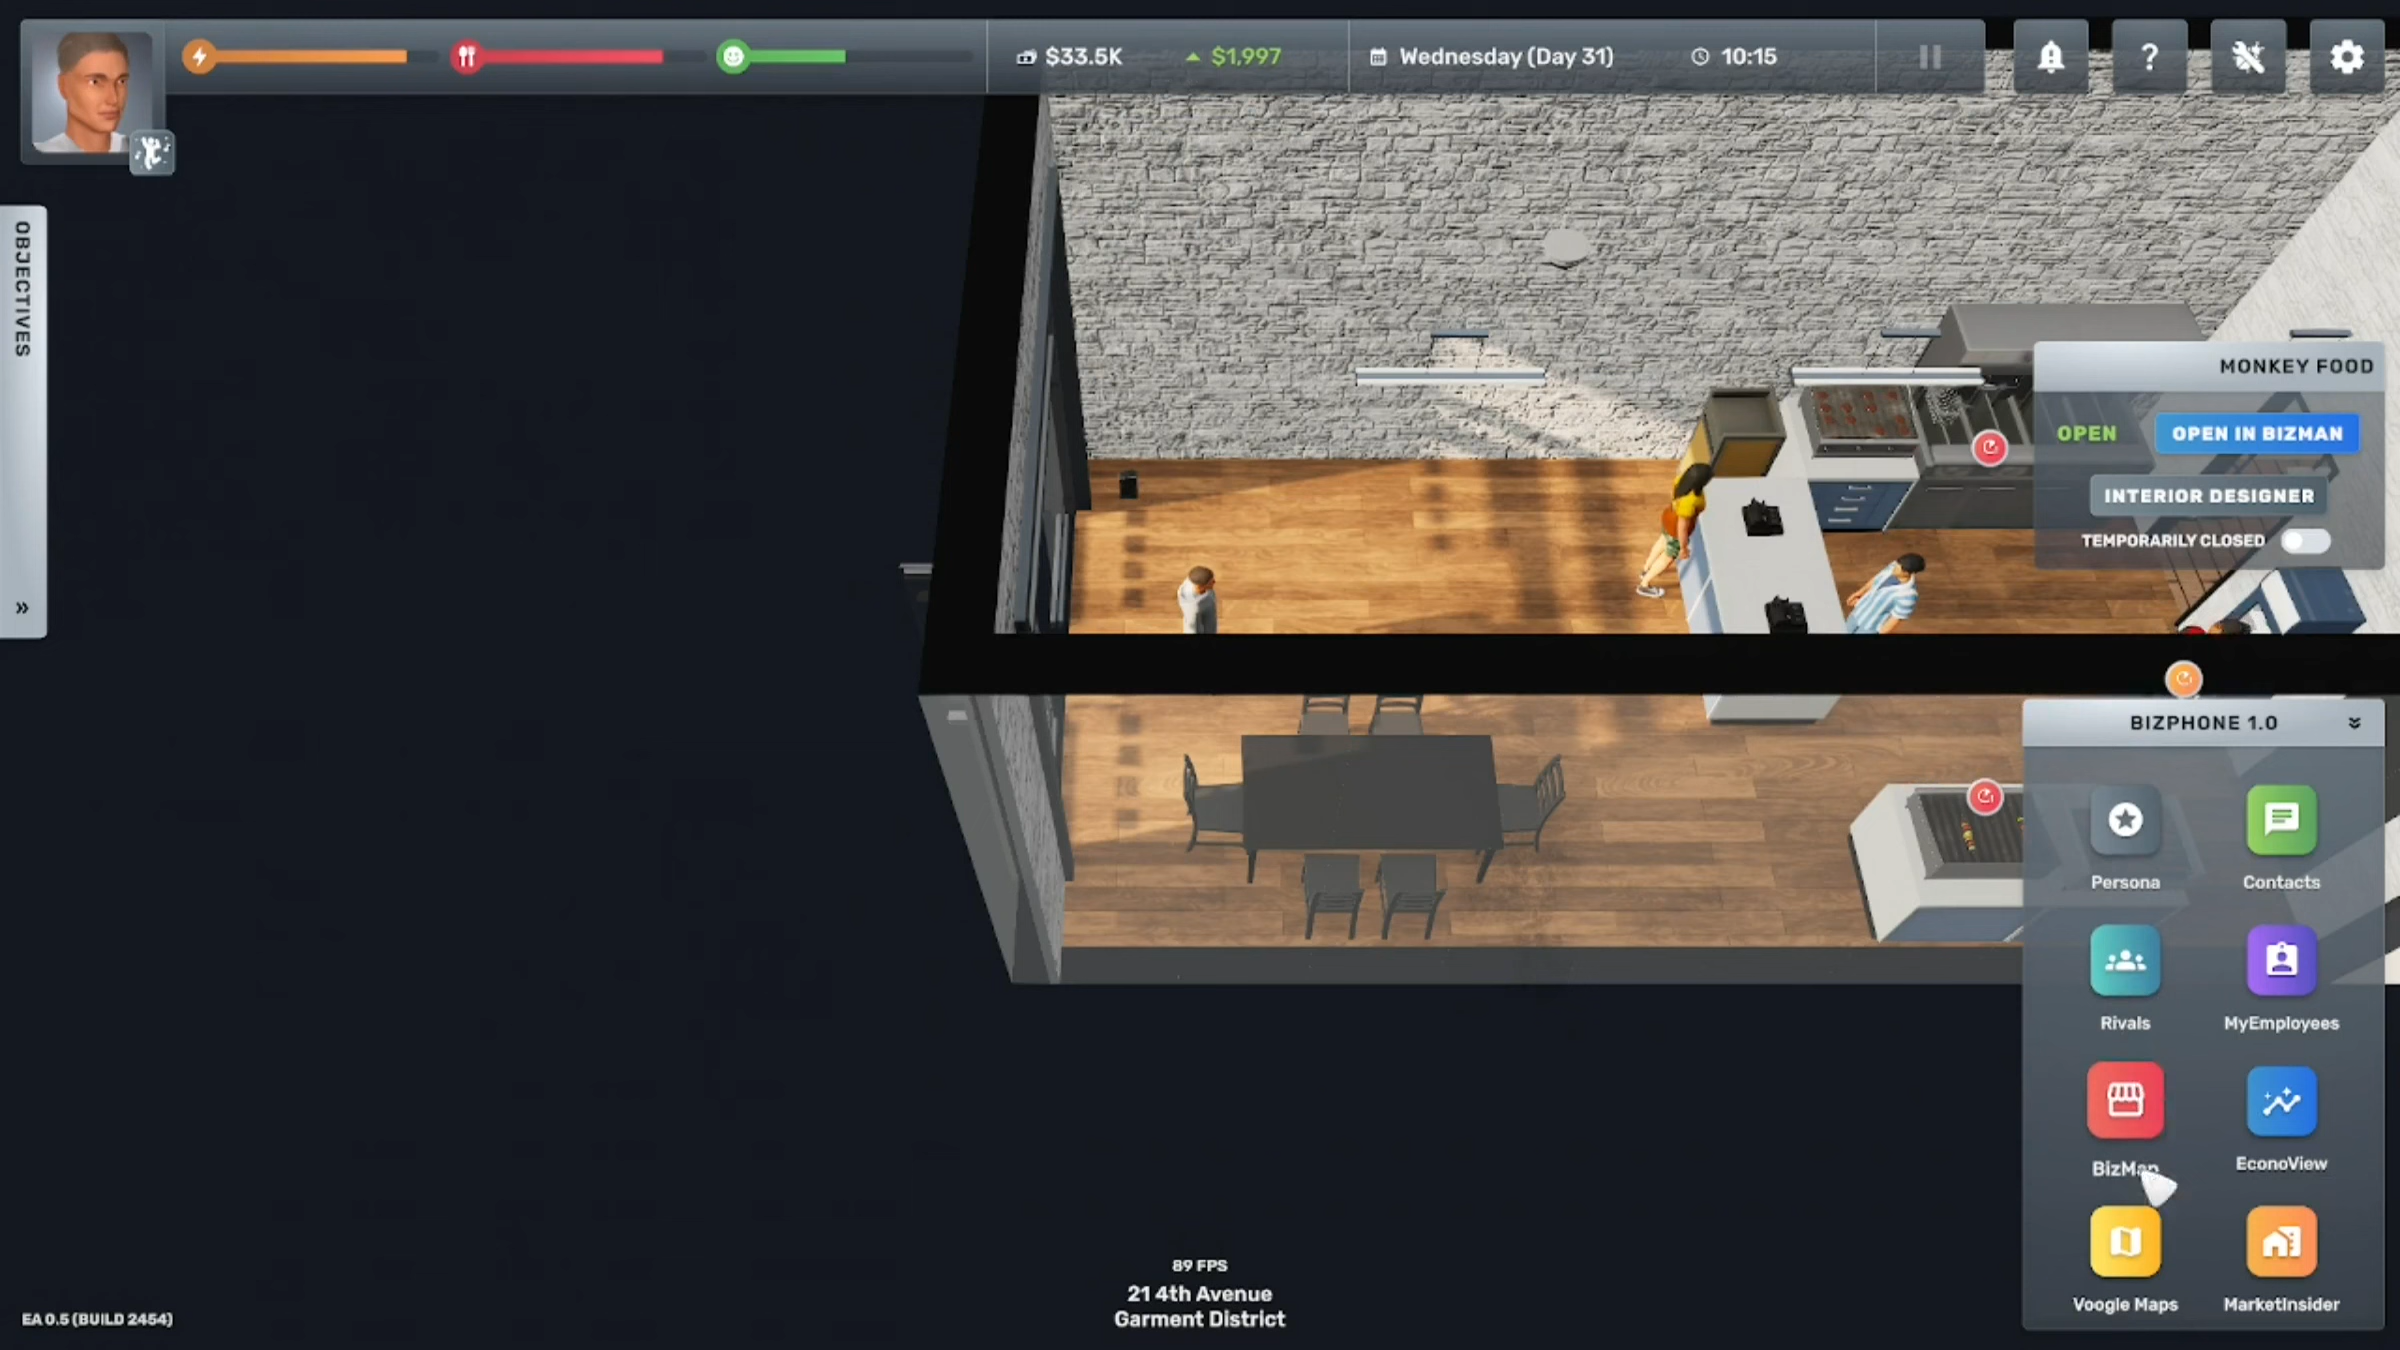 $33.5K
$1,997
Wednesday (Day 31)
10:15
?
OBJECTIVES
»
MONKEY FOOD
OPEN
OPEN IN BIZMAN
INTERIOR DESIGNER
TEMPORARILY CLOSED
BIZPHONE 1.0
Persona
Contacts
Rivals
MyEmployees
BizMan
EconoView
Voogle Maps
MarketInsider
89 FPS
21 4th Avenue
Garment District
EA 0.5 (BUILD 2454)